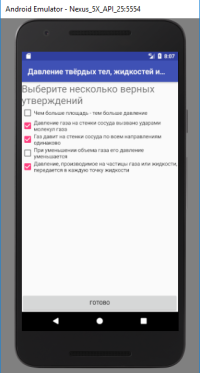 Android Emulator - Nexus_5X_API_25:5554
8:07
Давление твёрдых тел, жидкостей и...
Выберите несколько верных
утверждений
Чем больше площадь - тем больше давление
Давление газа на стенки сосуда вызвано ударами
молекул газа
Газ давит на стенки сосуда по всем направлениям
одинаково
При уменьшение объема газа его давление
уменьшается
Давление, производимое на частицы газа или жидкости,
передается в каждую точку жидкости
ГОТОВО